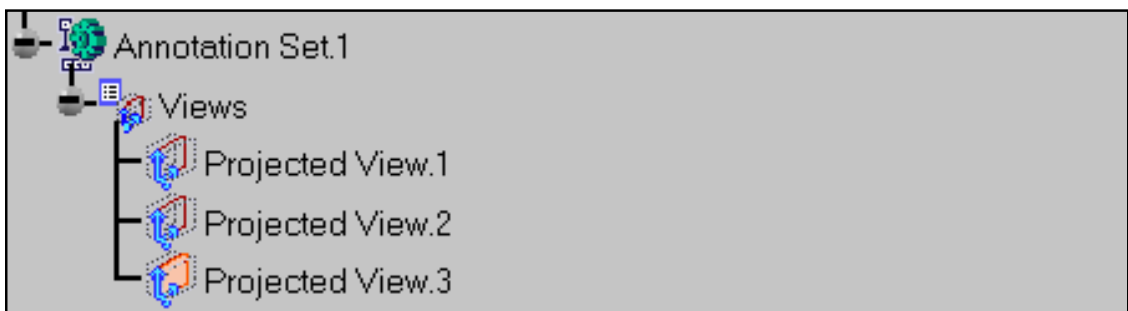 Annotation Set.1
Views
Projected View.1
Projected View.2
Projected View.3